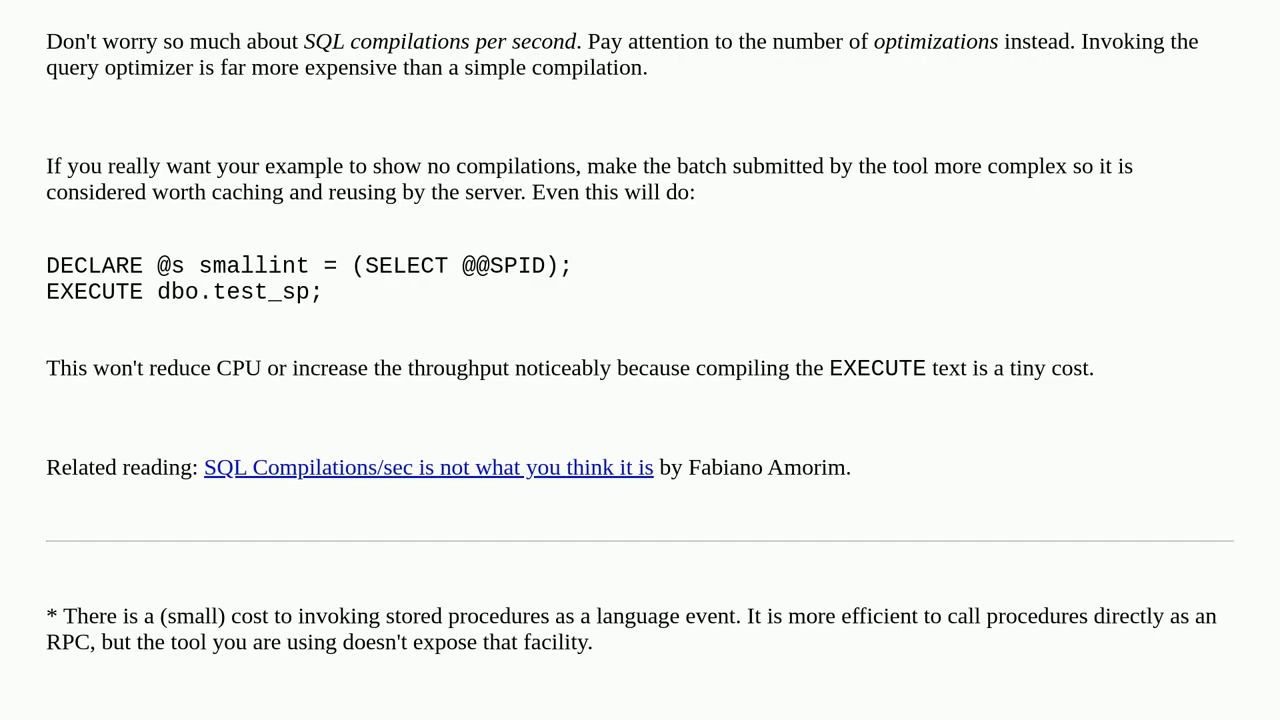 Don't worry so much about SQL compilations per second. Pay attention to the number of optimizations instead. Invoking the
query optimizer is far more expensive than a simple compilation.
If you really want your example to show no compilations, make the batch submitted by the tool more complex so it is
considered worth caching and reusing by the server. Even this will do:
DECLARE @s smallint = (SELECT @@SPID);
EXECUTE dbo.test_sp;
This won't reduce CPU or increase the throughput noticeably because compiling the EXECUTE text is a tiny cost.
Related reading: SQL Compilations/sec is not what you think it is by Fabiano Amorim.
* There is a (small) cost to invoking stored procedures as a language event. It is more efficient to call procedures directly as an
RPC, but the tool you are using doesn't expose that facility.